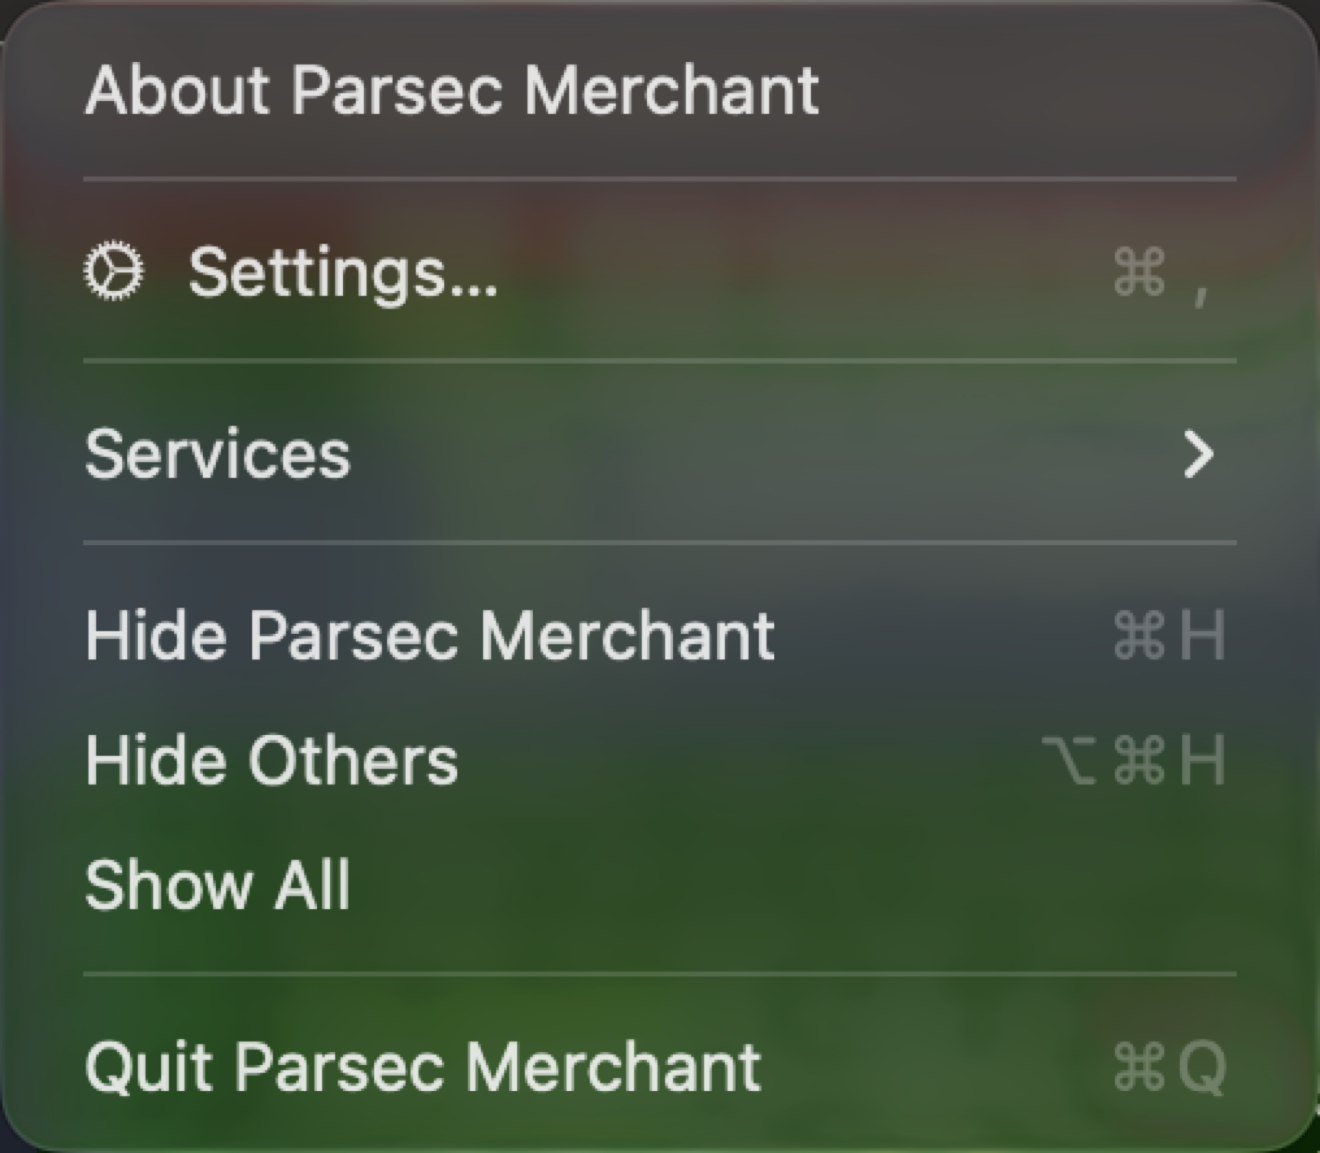 About Parsec Merchant
Settings... ⌘ ,
Services
Hide Parsec Merchant ⌘H
Hide Others ⌥⌘H
Show All
Quit Parsec Merchant ⌘Q